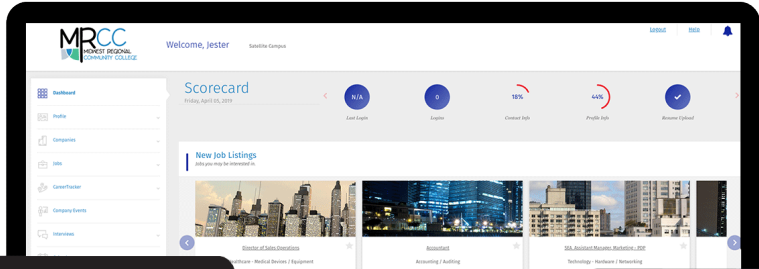 MRCC
MIDWEST REGIONAL
COMMUNITY COLLEGE
Welcome, Jester
Satellite Campus
Logout
Help
Dashboard
Profile
Companies
Jobs
CareerTracker
Company Events
Interviews
Scorecard
Friday, April 05, 2019
N/A
Last Login
0
Logins
18%
Contact Info
44%
Profile Info
Resume Upload
New Job Listings
Jobs you may be interested in.
Director of Sales Operations
Healthcare - Medical Devices / Equipment
Accountant
Accounting / Auditing
SEA, Assistant Manager, Marketing - PDP
Technology - Hardware / Networking